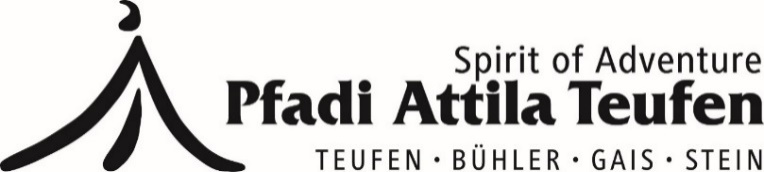 Spirit of Adventure
Pfadi Attila Teufen
TEUFEN · BÜHLER · GAIS · STEIN